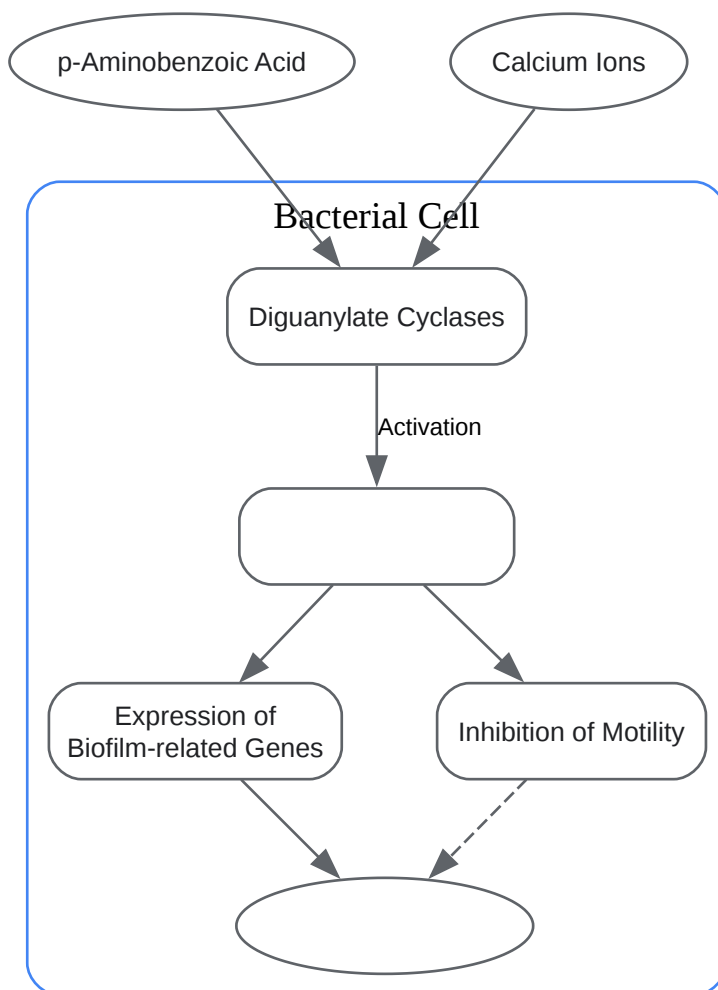 p-Aminobenzoic Acid
Calcium Ions
Bacterial Cell
Diguanylate Cyclases
Activation
Expression of
Biofilm-related Genes
Inhibition of Motility